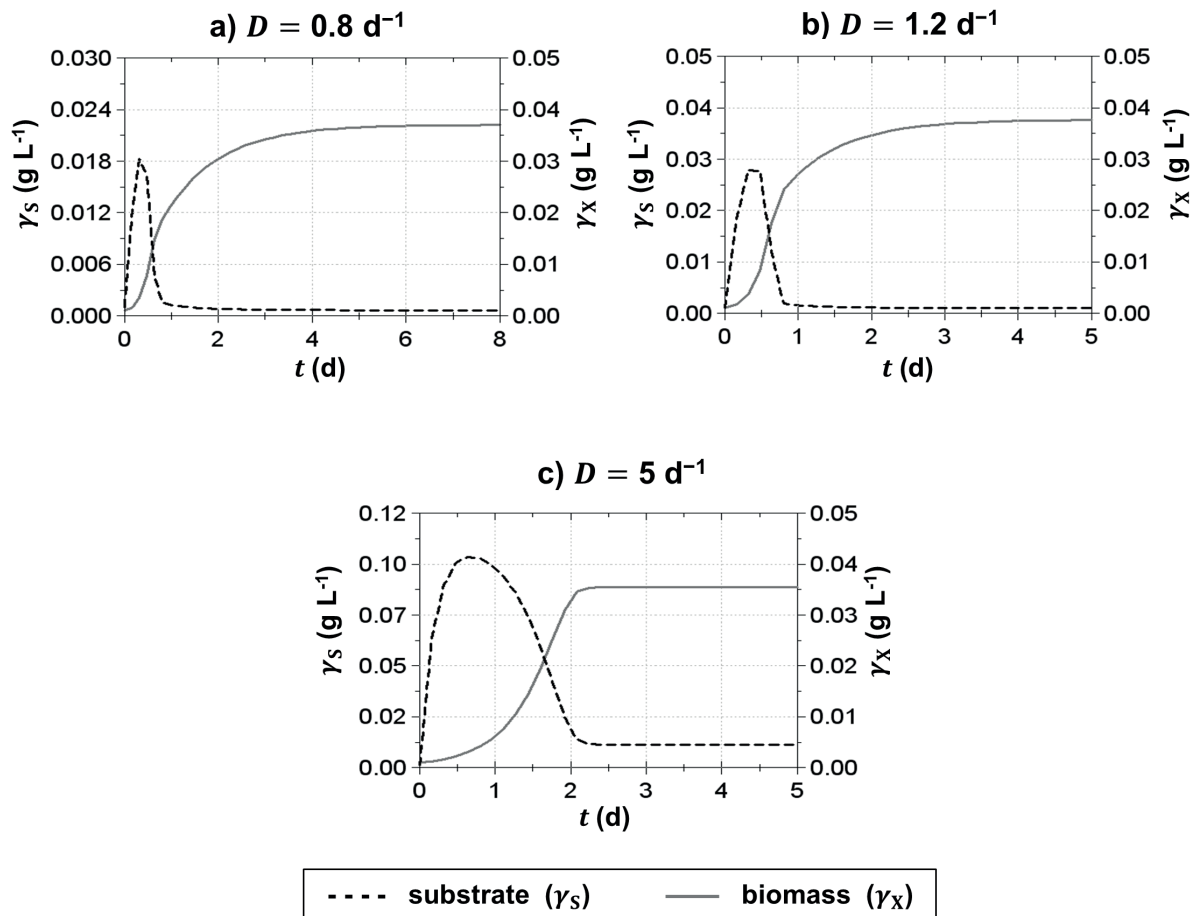 a) D = 0.8 d⁻¹
0.030
0.024
0.018
0.012
0.006
0.000
γS (g L-1)
0.05
0.04
0.03
0.02
0.01
0.00
γX (g L-1)
0 2 4 6 8
t (d)
b) D = 1.2 d⁻¹
0.05
0.04
0.03
0.02
0.01
0.00
γS (g L-1)
0.05
0.04
0.03
0.02
0.01
0.00
γX (g L-1)
0 1 2 3 4 5
t (d)
c) D = 5 d⁻¹
0.12
0.10
0.07
0.05
0.02
0.00
γS (g L-1)
0.05
0.04
0.03
0.02
0.01
0.00
γX (g L-1)
0 1 2 3 4 5
t (d)
substrate (γS) biomass (γX)